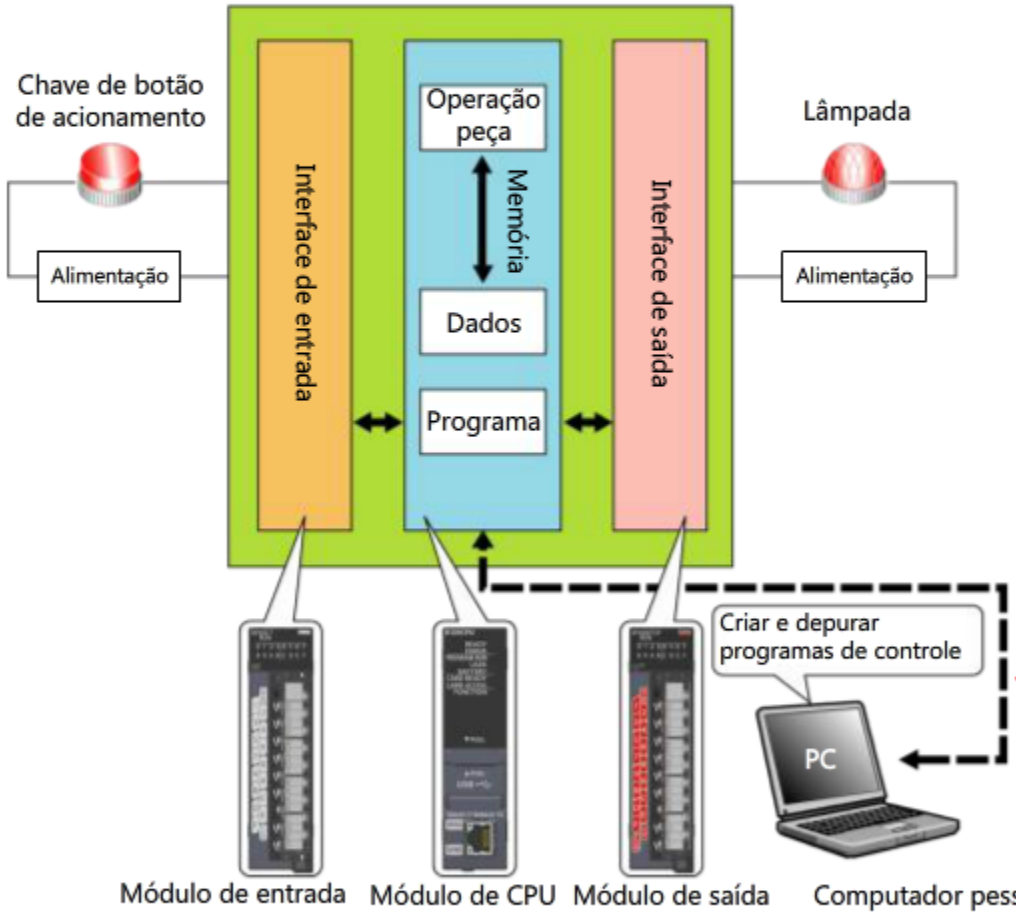 Chave de botão
de acionamento
Alimentação
Interface de entrada
Operação
peça
Memória
Dados
Programa
Interface de saída
Lâmpada
Alimentação
Criar e depurar
programas de controle
PC
Módulo de entrada
Módulo de CPU
Módulo de saída
Computador pess